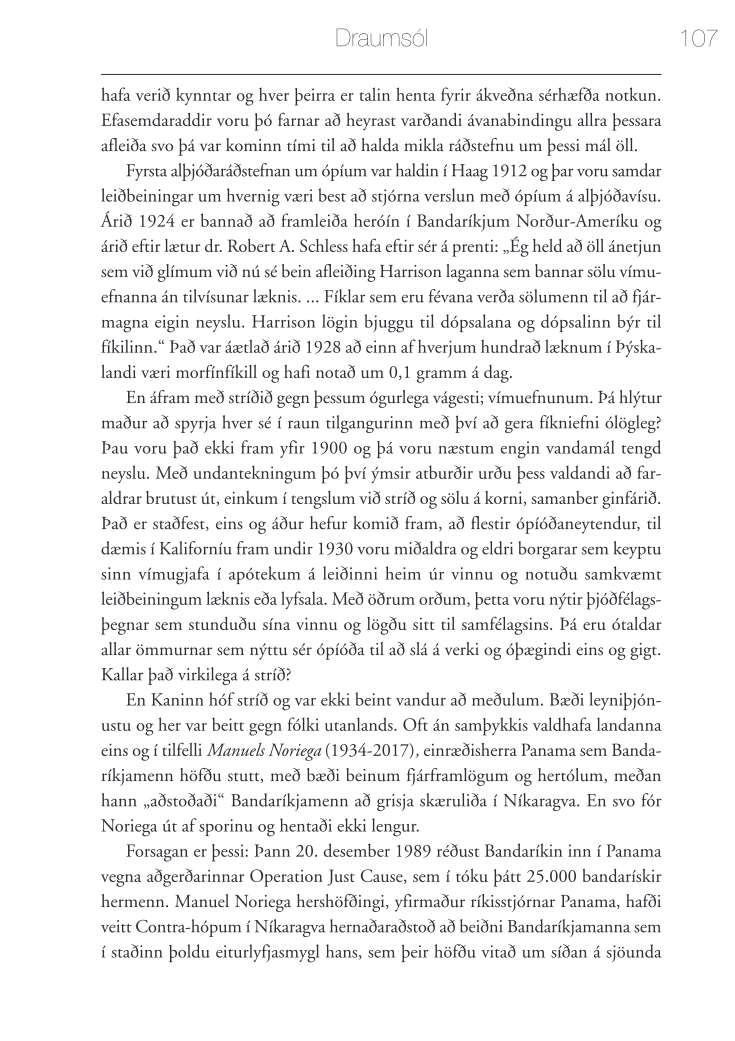 Draumsól 107
hafa verið kynntar og hver þeirra er talin henta fyrir ákveðna sérhæfða notkun.
Efasemdaraddir voru þó farnar að heyrast varðandi ávanabindingu allra þessara
afleiða svo þá var kominn tími til að halda mikla ráðstefnu um þessi mál öll.
Fyrsta alþjóðaráðstefnan um ópíum var haldin í Haag 1912 og þar voru samdar
leiðbeiningar um hvernig væri best að stjórna verslun með ópíum á alþjóðavísu.
Árið 1924 er bannað að framleiða heróín í Bandaríkjum Norður-Ameríku og
árið eftir lætur dr. Robert A. Schless hafa eftir sér á prenti: „Ég held að öll ánetjun
sem við glímum við nú sé bein afleiðing Harrison laganna sem bannar sölu vímu-
efnanna án tilvísunar læknis. ... Fíklar sem eru févana verða sölumenn til að fjár-
magna eigin neyslu. Harrison lögin bjuggu til dópsalana og dópsalinn býr til
fíkilinn.“ Það var áætlað árið 1928 að einn af hverjum hundrað læknum í Þýska-
landi væri morfínfíkill og hafi notað um 0,1 gramm á dag.
En áfram með stríðið gegn þessum ógurlega vágesti; vímuefnunum. Þá hlýtur
maður að spyrja hver sé í raun tilgangurinn með því að gera fíkniefni ólögleg?
Þau voru það ekki fram yfir 1900 og þá voru næstum engin vandamál tengd
neyslu. Með undantekningum þó því ýmsir atburðir urðu þess valdandi að far-
aldrar brutust út, einkum í tengslum við stríð og sölu á korni, samanber ginfárið.
Það er staðfest, eins og áður hefur komið fram, að flestir ópíóðaneytendur, til
dæmis í Kaliforníu fram undir 1930 voru miðaldra og eldri borgarar sem keyptu
sinn vímugjafa í apótekum á leiðinni heim úr vinnu og notuðu samkvæmt
leiðbeiningum læknis eða lyfsala. Með öðrum orðum, þetta voru nýtir þjóðfélags-
þegnar sem stunduðu sína vinnu og lögðu sitt til samfélagsins. Þá eru ótaldar
allar ömmurnar sem nýttu sér ópíóða til að slá á verki og óþægindi eins og gigt.
Kallar það virkilega á stríð?
En Kaninn hóf stríð og var ekki beint vandur að meðulum. Bæði leyniþjón-
ustu og her var beitt gegn fólki utanlands. Oft án samþykkis valdhafa landanna
eins og í tilfelli Manuels Noriega (1934-2017), einræðisherra Panama sem Banda-
ríkjamenn höfðu stutt, með bæði beinum fjárframlögum og hertólum, meðan
hann „aðstoðaði“ Bandaríkjamenn að grisja skæruliða í Níkaragva. En svo fór
Noriega út af sporinu og hentaði ekki lengur.
Forsagan er þessi: Þann 20. desember 1989 réðust Bandaríkin inn í Panama
vegna aðgerðarinnar Operation Just Cause, sem í tóku þátt 25.000 bandarískir
hermenn. Manuel Noriega hershöfðingi, yfirmaður ríkisstjórnar Panama, hafði
veitt Contra-hópum í Níkaragva hernaðaraðstoð að beiðni Bandaríkjamanna sem
í staðinn þoldu eiturlyfjasmygl hans, sem þeir höfðu vitað um síðan á sjöunda